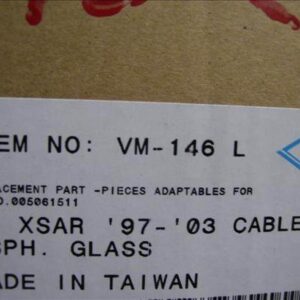 EM NO: VM-146 L
ACEMENT PART -PIECES ADAPTABLES FOR
D.005061511
XSAR '97-'03 CABLE
SPH. GLASS
ADE IN TAIWAN